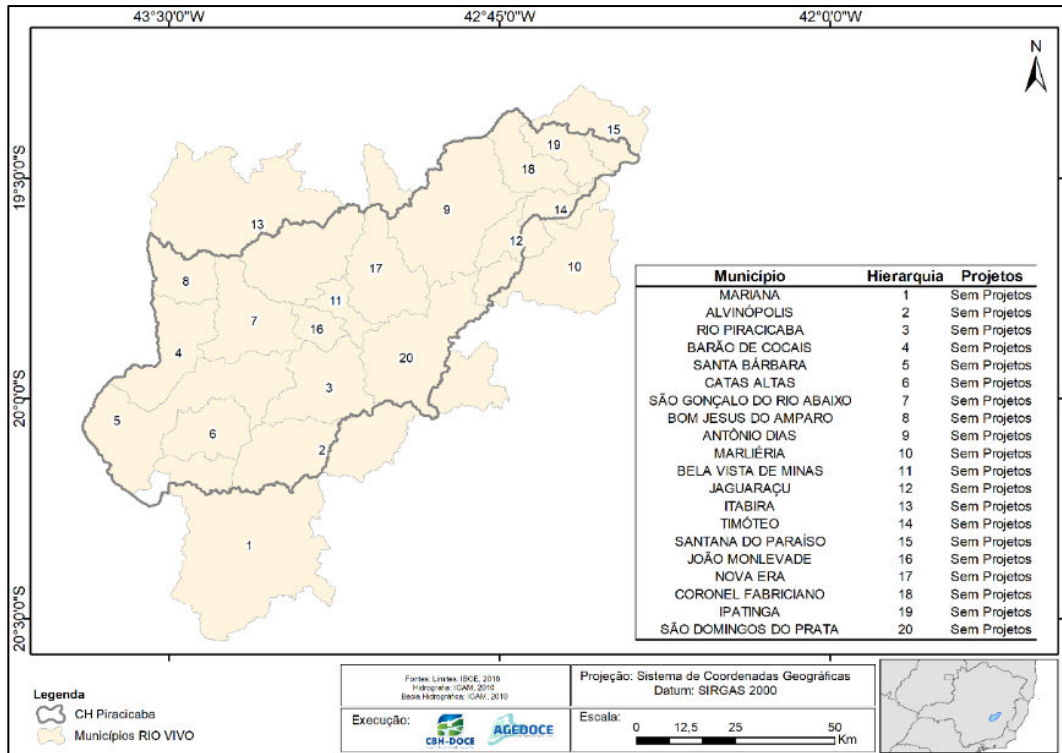 43°30'0"W 42°45'0"W 42°0'0"W
N
19°30'0"S
20°0'0"S
20°30'0"S
15
19
18
9
14
13
12
10
8
17
11
7
16
4
20
3
5
6
2
1
Município Hierarquia Projetos
MARIANA 1 Sem Projetos
ALVINÓPOLIS 2 Sem Projetos
RIO PIRACICABA 3 Sem Projetos
BARÃO DE COCAIS 4 Sem Projetos
SANTA BÁRBARA 5 Sem Projetos
CATAS ALTAS 6 Sem Projetos
SÃO GONÇALO DO RIO ABAIXO 7 Sem Projetos
BOM JESUS DO AMPARO 8 Sem Projetos
ANTÔNIO DIAS 9 Sem Projetos
MARLIÉRIA 10 Sem Projetos
BELA VISTA DE MINAS 11 Sem Projetos
JAGUARAÇU 12 Sem Projetos
ITABIRA 13 Sem Projetos
TIMÓTEO 14 Sem Projetos
SANTANA DO PARAÍSO 15 Sem Projetos
JOÃO MONLEVADE 16 Sem Projetos
NOVA ERA 17 Sem Projetos
CORONEL FABRICIANO 18 Sem Projetos
IPATINGA 19 Sem Projetos
SÃO DOMINGOS DO PRATA 20 Sem Projetos
Legenda
CH Piracicaba
Municípios RIO VIVO
Fontes: Limites: IBGE, 2016
Hidrografia: IGAM, 2010
Hidrográfica: IGAM, 2010
Execução:
CBH-DOCE
AGEDOCE
Projeção: Sistema de Coordenadas Geográficas
Datum: SIRGAS 2000
Escala:
0 12,5 25 50
Km